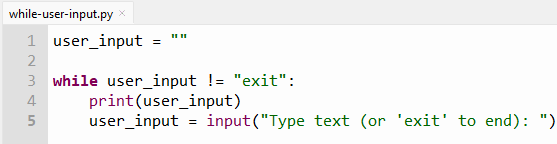 while-user-input.py ×
1 user_input = ""
2
3 while user_input != "exit":
4     print(user_input)
5     user_input = input("Type text (or 'exit' to end): ")